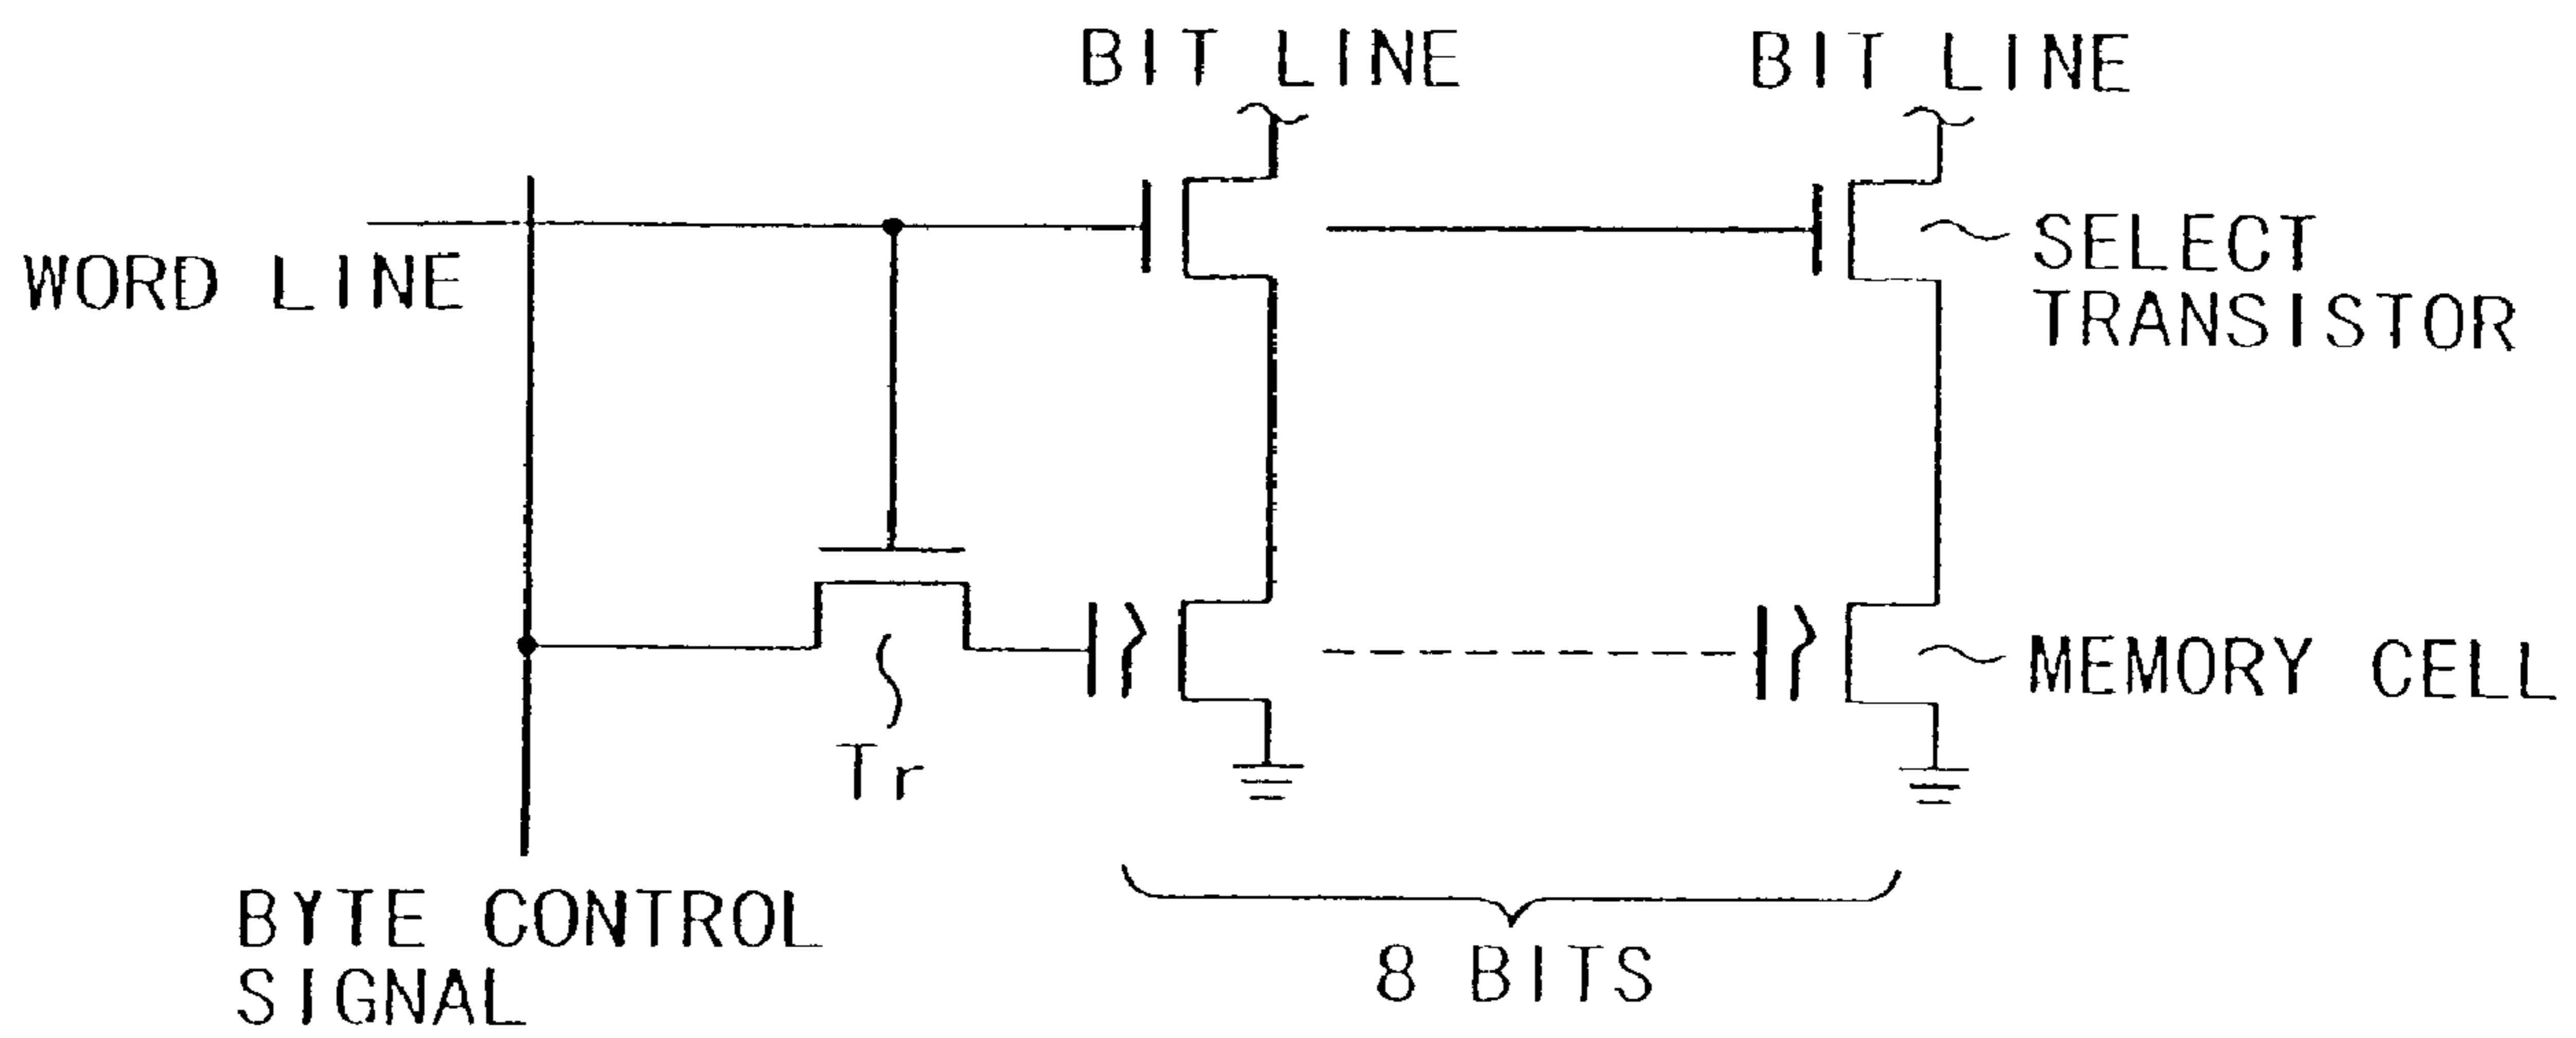 BIT LINE
BIT LINE
WORD LINE
SELECT
TRANSISTOR
MEMORY CELL
Tr
BYTE CONTROL
SIGNAL
8 BITS